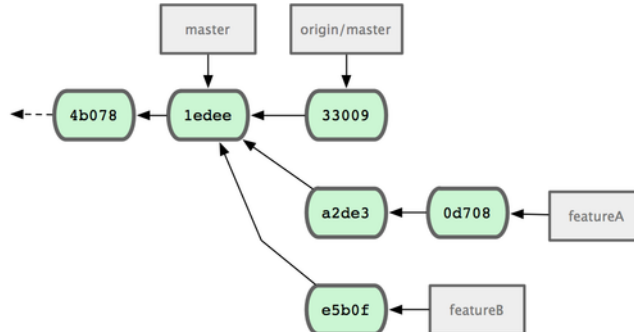 master
origin/master
4b078
1edee
33009
a2de3
0d708
featureA
e5b0f
featureB